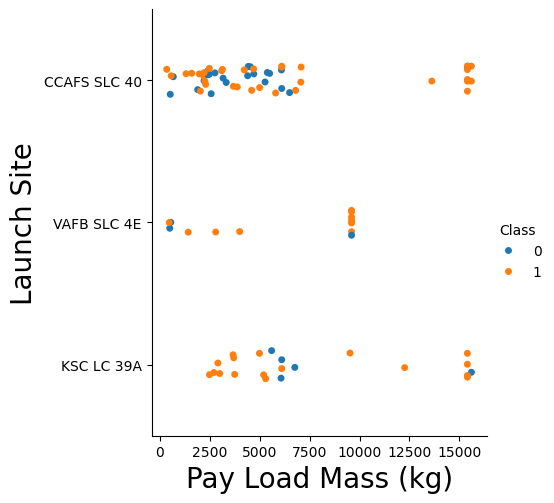 CCAFS SLC 40
VAFB SLC 4E
KSC LC 39A
Launch Site
0 2500 5000 7500 10000 12500 15000
Pay Load Mass (kg)
Class
0
1